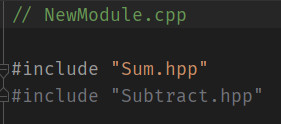 // NewModule.cpp
#include "Sum.hpp"
#include "Subtract.hpp"